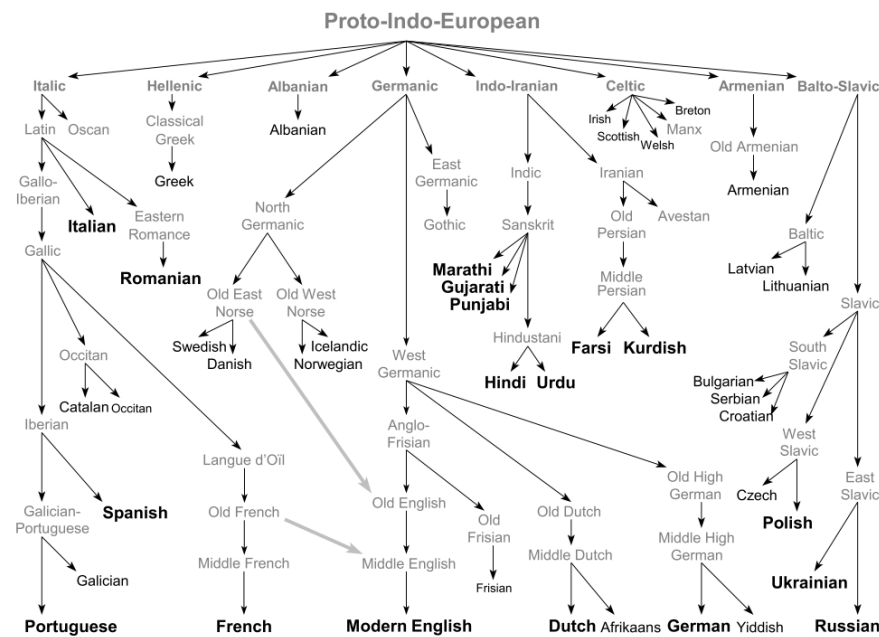 Proto-Indo-European
Italic Hellenic Albanian Germanic Indo-Iranian Celtic Armenian Balto-Slavic
Latin Oscan
Classical
Greek
Albanian
Irish
Scottish
Welsh
Manx
Breton
Old Armenian
Gallo-
Iberian
Italian
Eastern
Romance
Greek
East
Germanic
Indic
Iranian
Armenian
Gallic
Romanian
North
Germanic
Gothic
Sanskrit
Old
Persian
Avestan
Baltic
Marathi
Gujarati
Punjabi
Middle
Persian
Latvian
Lithuanian
Old East
Norse
Old West
Norse
Slavic
Swedish
Danish
Icelandic
Norwegian
Hindustani
Farsi Kurdish
South
Slavic
Occitan
West
Germanic
Hindi Urdu
Bulgarian
Serbian
Croatian
Catalan Occitan
Iberian
Anglo-
Frisian
West
Slavic
Langue d'Oïl
Old High
German
East
Slavic
Galician-
Portuguese
Spanish
Old French
Old English
Old
Frisian
Old Dutch
Czech
Polish
Middle French
Middle English
Middle Dutch
Middle High
German
Galician
Frisian
Ukrainian
Portuguese French Modern English Dutch Afrikaans German Yiddish Russian